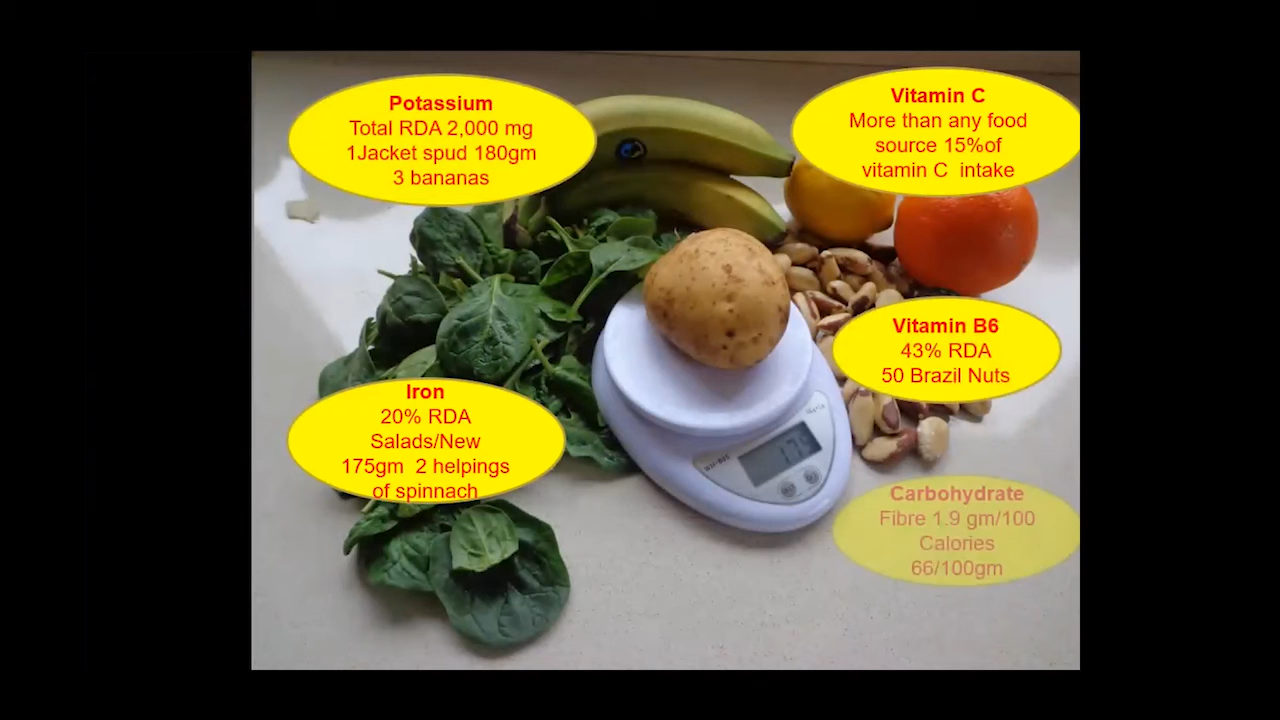 Potassium
Total RDA 2,000 mg
1Jacket spud 180gm
3 bananas
Vitamin C
More than any food
source 15%of
vitamin C intake
Vitamin B6
43% RDA
50 Brazil Nuts
Iron
20% RDA
Salads/New
175gm 2 helpings
of spinnach
Carbohydrate
Fibre 1.9 gm/100
Calories
66/100gm